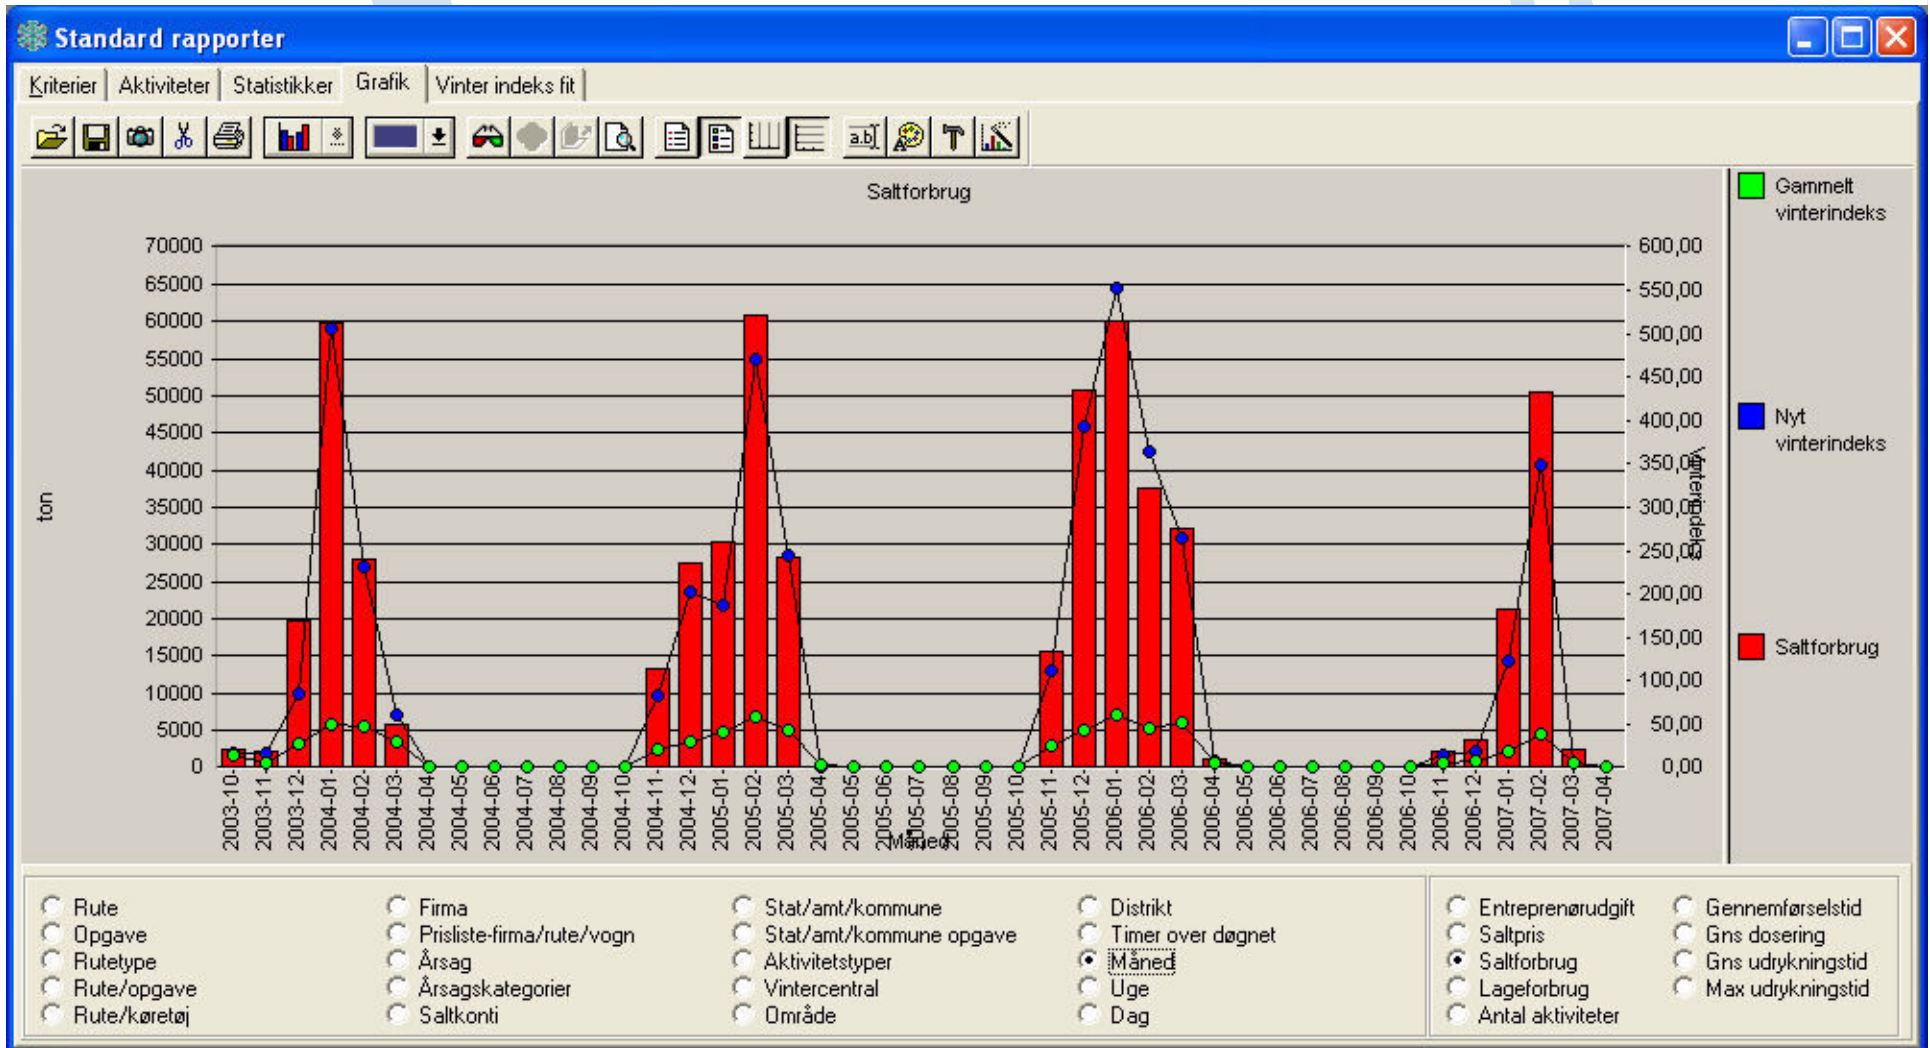 Standard rapporter
Kriterier Aktiviteter Statistikker Grafik Vinter indeks fit
a.b
Saltforbrug
70000
65000
60000
55000
50000
45000
40000
35000
30000
25000
20000
15000
10000
5000
0
ton
600,00
550,00
500,00
450,00
400,00
350,00
300,00
250,00
200,00
150,00
100,00
50,00
0,00
Vinterindeks
2003-10-
2003-11-
2003-12-
2004-01-
2004-02-
2004-03-
2004-04-
2004-05-
2004-06-
2004-07-
2004-08-
2004-09-
2004-10-
2004-11-
2004-12-
2005-01-
2005-02-
2005-03-
2005-04-
2005-05-
2005-06-
2005-07-
2005-08-
2005-09-
2005-10-
2005-11-
2005-12-
2006-01-
2006-02-
2006-03-
2006-04-
2006-05-
2006-06-
2006-07-
2006-08-
2006-09-
2006-10-
2006-11-
2006-12-
2007-01-
2007-02-
2007-03-
2007-04-
Måned
Gammelt
vinterindeks
Nyt
vinterindeks
Saltforbrug
Rute
Opgave
Rutetype
Rute/opgave
Rute/køretøj
Firma
Prisliste-firma/rute/vogn
Årsag
Årsagskategorier
Saltkonti
Stat/amt/kommune
Stat/amt/kommune opgave
Aktivitetstyper
Vintercentral
Område
Distrikt
Timer over døgnet
Måned
Uge
Dag
Entreprenørudgift
Saltpris
Saltforbrug
Lageforbrug
Antal aktiviteter
Gennemførselstid
Gns dosering
Gns udrykningstid
Max udrykningstid